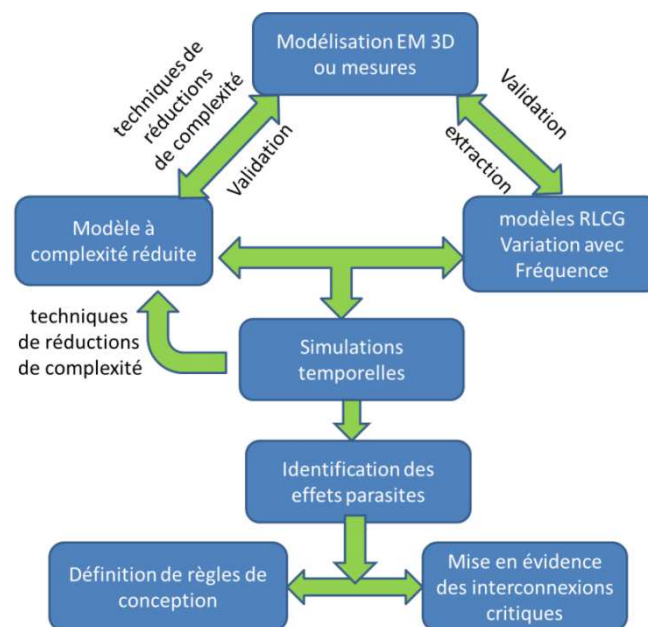 Modélisation EM 3D
ou mesures
techniques de
réductions
de complexité
Validation
Validation
extraction
Modèle à
complexité réduite
modèles RLCG
Variation avec
Fréquence
techniques
de réductions
de complexité
Simulations
temporelles
Identification des
effets parasites
Définition de règles de
conception
Mise en évidence
des interconnexions
critiques